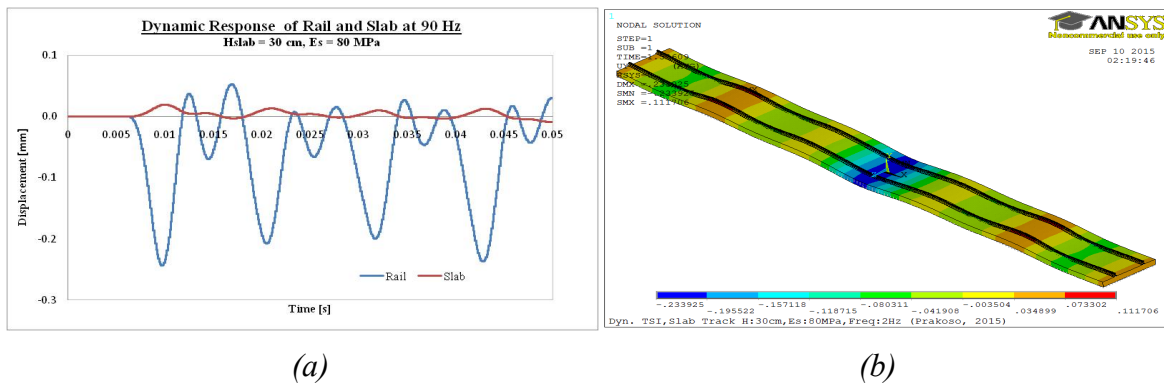 Dynamic Response of Rail and Slab at 90 Hz
Hslab = 30 cm, Es = 80 MPa
0.1
0.0
-0.1
-0.2
-0.3
0
0.005
0.01
0.015
0.02
0.025
0.03
0.035
0.04
0.045
0.05
Displacement [mm]
Rail
Slab
Time [s]
1
NODAL SOLUTION
STEP=1
SUB =1
DMX =.239925
SMX =.111706
ANSYS
Noncommercial use only
SEP 10 2015
02:19:46
-.233925
-.195522
-.157118
-.118715
-.080311
-.041908
-.003504
.034899
.073302
.111706
Dyn. TSI,Slab Track H:30cm,Es:80MPa,Freq:2Hz (Prakoso, 2015)
(a)
(b)